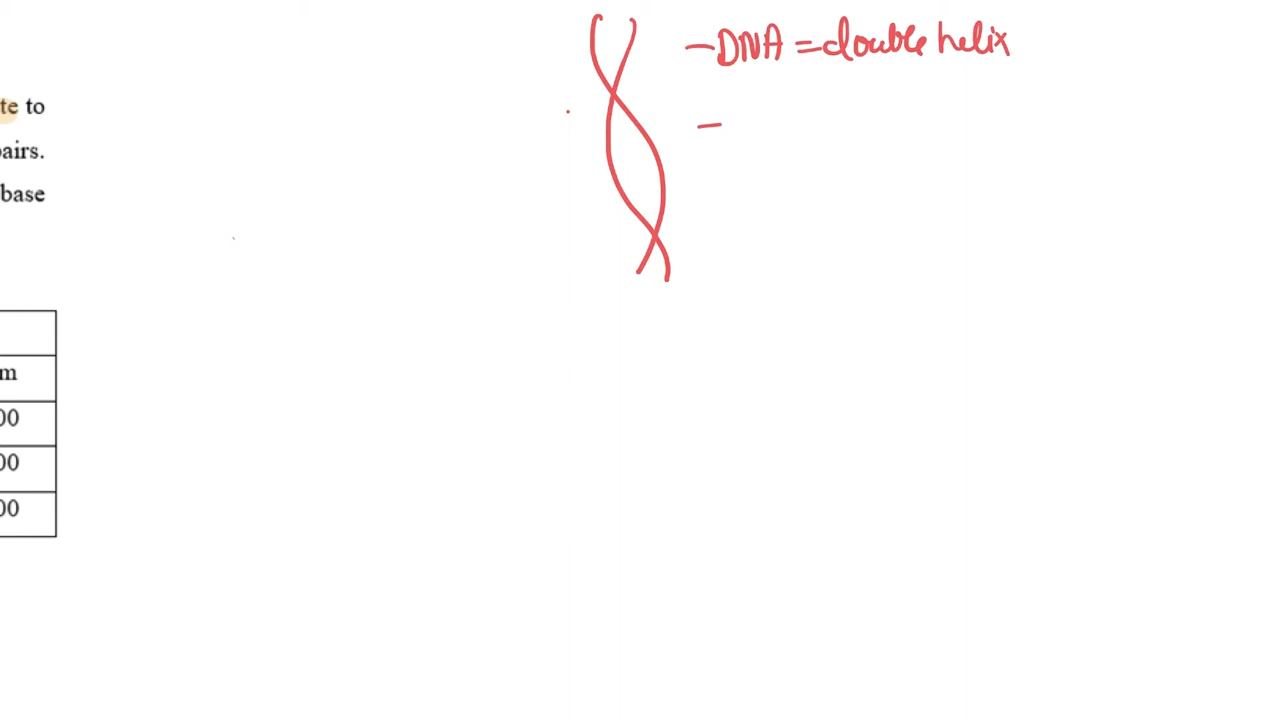 -DNA = double helix
te to
-
pairs.
base
m
00
00
00